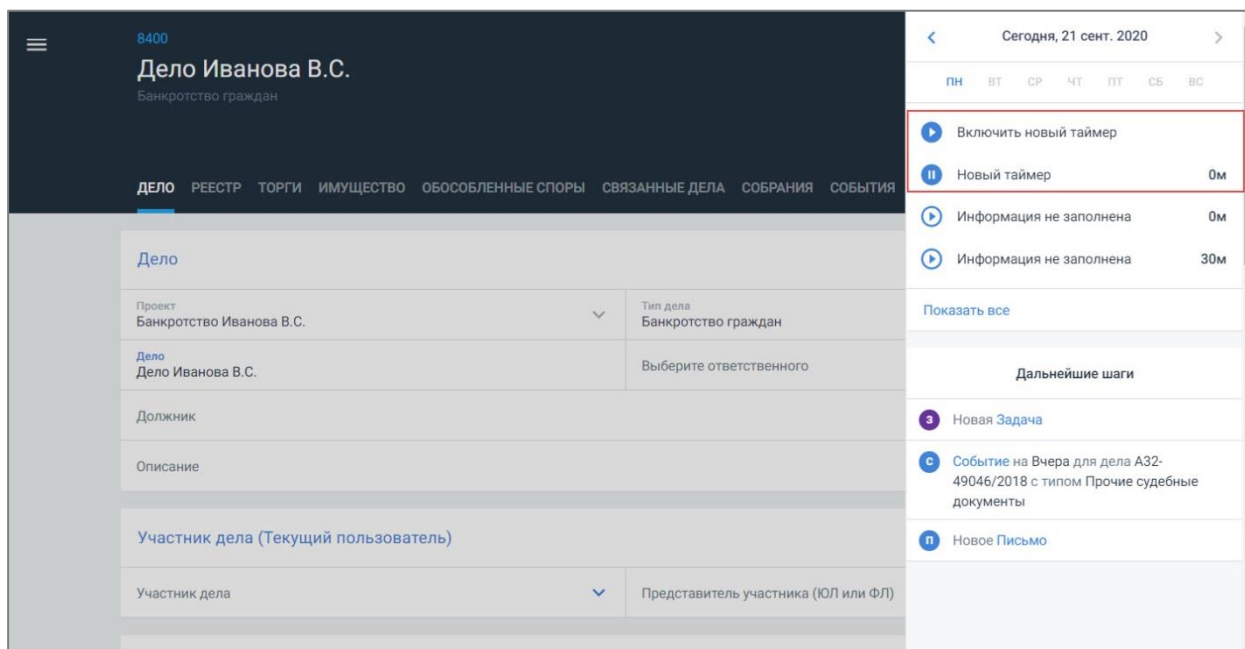 8400
Дело Иванова В.С.
Банкротство граждан
ДЕЛО РЕЕСТР ТОРГИ ИМУЩЕСТВО ОБОСОБЛЕННЫЕ СПОРЫ СВЯЗАННЫЕ ДЕЛА СОБРАНИЯ СОБЫТИЯ
Дело
Проект
Банкротство Иванова В.С.
Тип дела
Банкротство граждан
Дело
Дело Иванова В.С.
Выберите ответственного
Должник
Описание
Участник дела (Текущий пользователь)
Участник дела
Представитель участника (ЮЛ или ФЛ)
Сегодня, 21 сент. 2020
ПН ВТ СР ЧТ ПТ СБ ВС
Включить новый таймер
Новый таймер 0м
Информация не заполнена 0м
Информация не заполнена 30м
Показать все
Дальнейшие шаги
З Новая Задача
С Событие на Вчера для дела А32-
49046/2018 с типом Прочие судебные
документы
П Новое Письмо